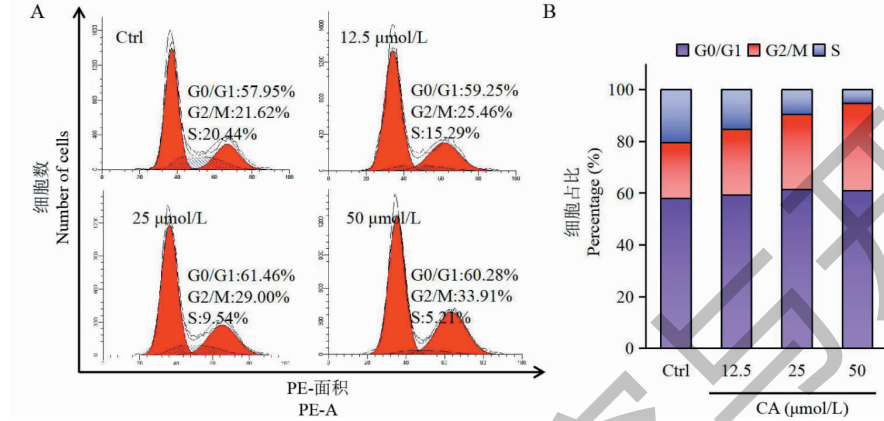 A
B
Ctrl
G0/G1:57.95%
G2/M:21.62%
S:20.44%
12.5 μmol/L
G0/G1:59.25%
G2/M:25.46%
S:15.29%
25 μmol/L
G0/G1:61.46%
G2/M:29.00%
S:9.54%
50 μmol/L
G0/G1:60.28%
G2/M:33.91%
S:5.21%
细胞数
Number of cells
PE-面积
PE-A
G0/G1 G2/M S
细胞占比
Percentage (%)
100
80
60
40
20
0
Ctrl 12.5 25 50
CA (μmol/L)